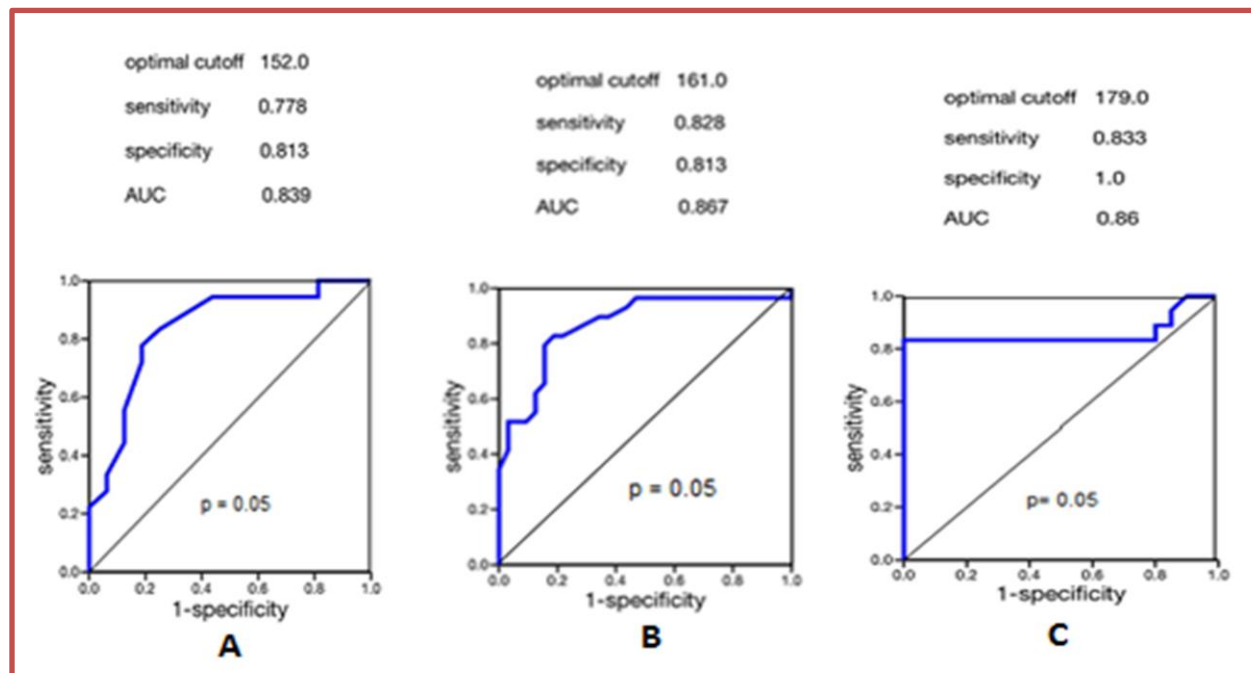 optimal cutoff 152.0
sensitivity 0.778
specificity 0.813
AUC 0.839
optimal cutoff 161.0
sensitivity 0.828
specificity 0.813
AUC 0.867
optimal cutoff 179.0
sensitivity 0.833
specificity 1.0
AUC 0.86
1.0
0.8
0.6
0.4
0.2
0.0
sensitivity
p = 0.05
0.0 0.2 0.4 0.6 0.8 1.0
1-specificity
A
1.0
0.8
0.6
0.4
0.2
0.0
sensitivity
p = 0.05
0.0 0.2 0.4 0.6 0.8 1.0
1-specificity
B
1.0
0.8
0.6
0.4
0.2
0.0
sensitivity
p= 0.05
0.0 0.2 0.4 0.6 0.8 1.0
1-specificity
C